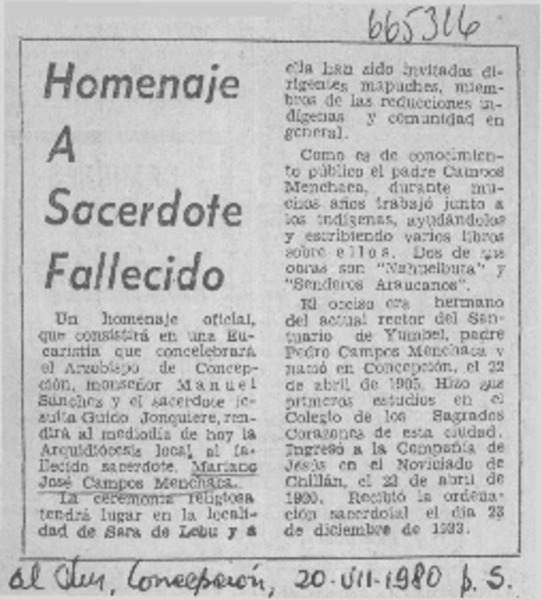 665316
Homenaje
A
Sacerdote
Fallecido
Un homenaje oficial,
que consistirá en una Eu-
caristía que concelebrará
el Arzobispo de Concep-
ción, monseñor Manuel
Sánchez y el sacerdote je-
suita Guido Jonquiere, ren-
dirá al mediodía de hoy la
Arquidiócesis local al fa-
llecido sacerdote, Mariano
José Campos Menchaca.
La ceremonia religiosa
tendrá lugar en la locali-
dad de Sara de Lebu y a
ella han sido invitados di-
rigentes mapuches, miem-
bros de las reducciones in-
dígenas y comunidad en
general.
Como es de conocimien-
to público el padre Campos
Menchaca, durante mu-
chos años trabajó junto a
los indígenas, ayudándolos
y escribiendo varios libros
sobre ellos. Dos de sus
obras son "Nahuelbuta" y
"Senderos Araucanos".
El occiso era hermano
del actual rector del San-
tuario de Yumbel, padre
Pedro Campos Menchaca y
nació en Concepción, el 22
de abril de 1905. Hizo sus
primeros estudios en el
Colegio de los Sagrados
Corazones de esta ciudad.
Ingresó a la Compañía de
Jesús en el Noviciado de
Chillán, el 23 de abril de
1920. Recibió la ordena-
ción sacerdotal el día 23
de diciembre de 1933.
El Sur, Concepción, 20-VII-1980 p. 5.